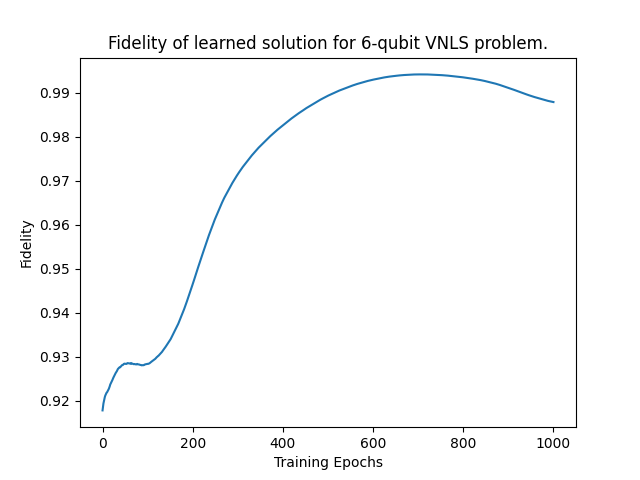 Fidelity of learned solution for 6-qubit VNLS problem.
0.99
0.98
0.97
0.96
0.95
0.94
0.93
0.92
Fidelity
0 200 400 600 800 1000
Training Epochs